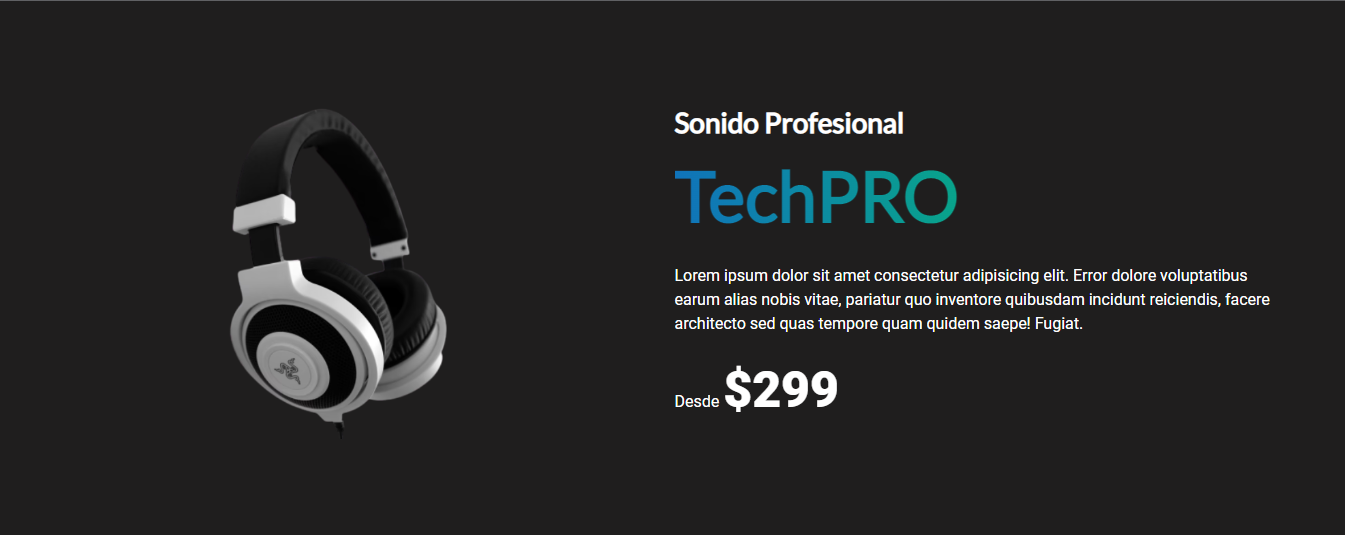 Sonido Profesional
TechPRO
Lorem ipsum dolor sit amet consectetur adipisicing elit. Error dolore voluptatibus
earum alias nobis vitae, pariatur quo inventore quibusdam incidunt reiciendis, facere
architecto sed quas tempore quam quidem saepe! Fugiat.
Desde $299